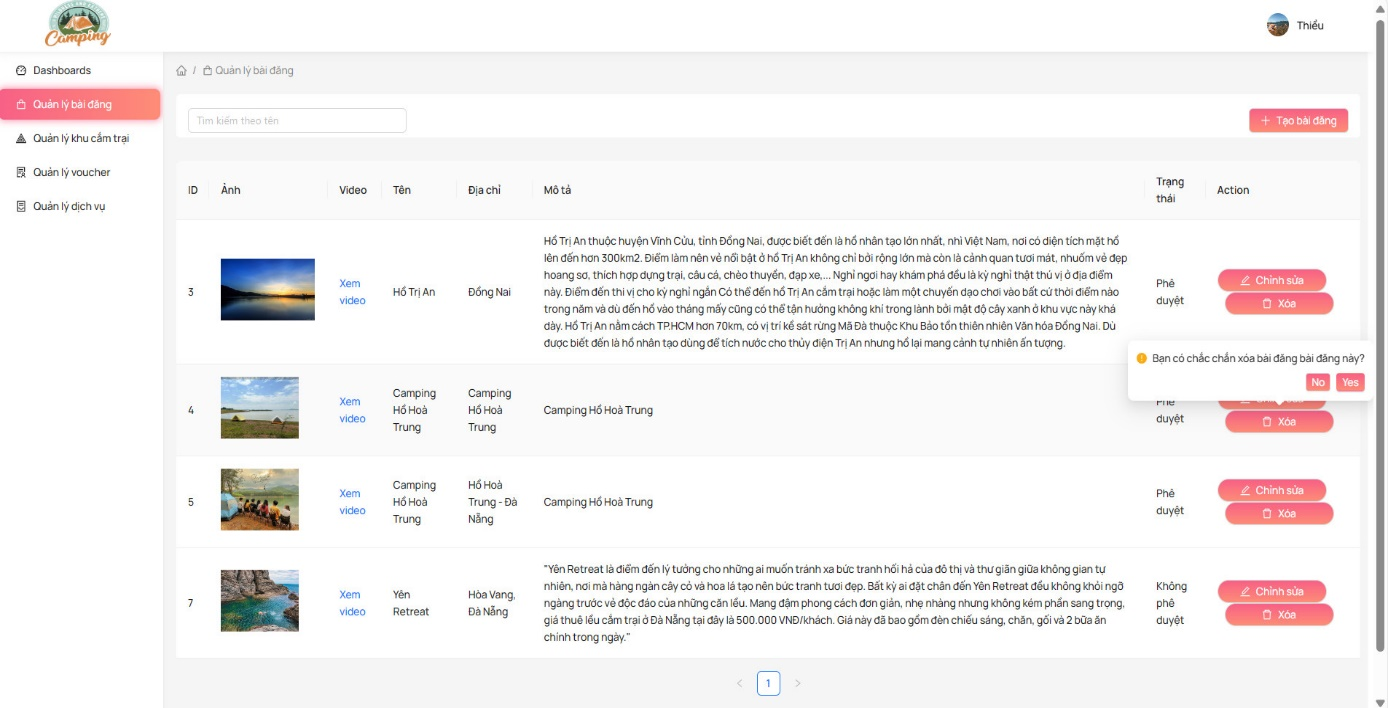 Camping
Thiếu
Dashboards
Quản lý bài đăng
Quản lý khu cắm trại
Quản lý voucher
Quản lý dịch vụ
/ Quản lý bài đăng
Tìm kiếm theo tên
+ Tạo bài đăng
ID Ảnh Video Tên Địa chỉ Mô tả Trạng thái Action
3
Xem
video
Hồ Trị An
Đồng Nai
Hồ Trị An thuộc huyện Vĩnh Cửu, tỉnh Đồng Nai, được biết đến là hồ nhân tạo lớn nhất, nhì Việt Nam, nơi có diện tích mặt hồ
lên đến hơn 300km2. Điểm làm nên vẻ nổi bật ở hồ Trị An không chỉ bởi rộng lớn mà còn là cảnh quan tươi mát, nhuốm vẻ đẹp
hoang sơ, thích hợp dựng trại, câu cá, chèo thuyền, đạp xe,... Nghỉ ngơi hay khám phá đều là kỳ nghỉ thật thú vị ở địa điểm
này. Điểm đến thi vị cho kỳ nghỉ ngắn Có thể đến hồ Trị An cắm trại hoặc làm một chuyến dạo chơi vào bất cứ thời điểm nào
trong năm và dù đến hồ vào tháng mấy cũng có thể tận hưởng không khí trong lành bởi mật độ cây xanh ở khu vực này khá
dày. Hồ Trị An nằm cách TP.HCM hơn 70km, có vị trí kề sát rừng Mã Đà thuộc Khu Bảo tồn thiên nhiên Văn hóa Đồng Nai. Dù
được biết đến là hồ nhân tạo dùng để tích nước cho thủy điện Trị An nhưng hồ lại mang cảnh tự nhiên ấn tượng.
Phê
duyệt
Chỉnh sửa
Xóa
Bạn có chắc chắn xóa bài đăng bài đăng này?
No Yes
4
Xem
video
Camping
Hồ Hoà
Trung
Camping
Hồ Hoà
Trung
Camping Hồ Hoà Trung
Phê
duyệt
Chỉnh sửa
Xóa
5
Xem
video
Camping
Hồ Hoà
Trung
Hồ Hoà
Trung - Đà
Nẵng
Camping Hồ Hoà Trung
Phê
duyệt
Chỉnh sửa
Xóa
7
Xem
video
Yên
Retreat
Hòa Vang,
Đà Nẵng
"Yên Retreat là điểm đến lý tưởng cho những ai muốn tránh xa bức tranh hối hả của đô thị và thư giãn giữa không gian tự
nhiên, nơi mà hàng ngàn cây cỏ và hoa lá tạo nên bức tranh tươi đẹp. Bất kỳ ai đặt chân đến Yên Retreat đều không khỏi ngỡ
ngàng trước vẻ độc đáo của những căn lều. Mang đậm phong cách đơn giản, nhẹ nhàng nhưng không kém phần sang trọng,
giá thuê lều cắm trại ở Đà Nẵng tại đây là 500.000 VNĐ/khách. Giá này đã bao gồm đèn chiếu sáng, chăn, gối và 2 bữa ăn
chính trong ngày."
Không
phê
duyệt
Chỉnh sửa
Xóa
< 1 >